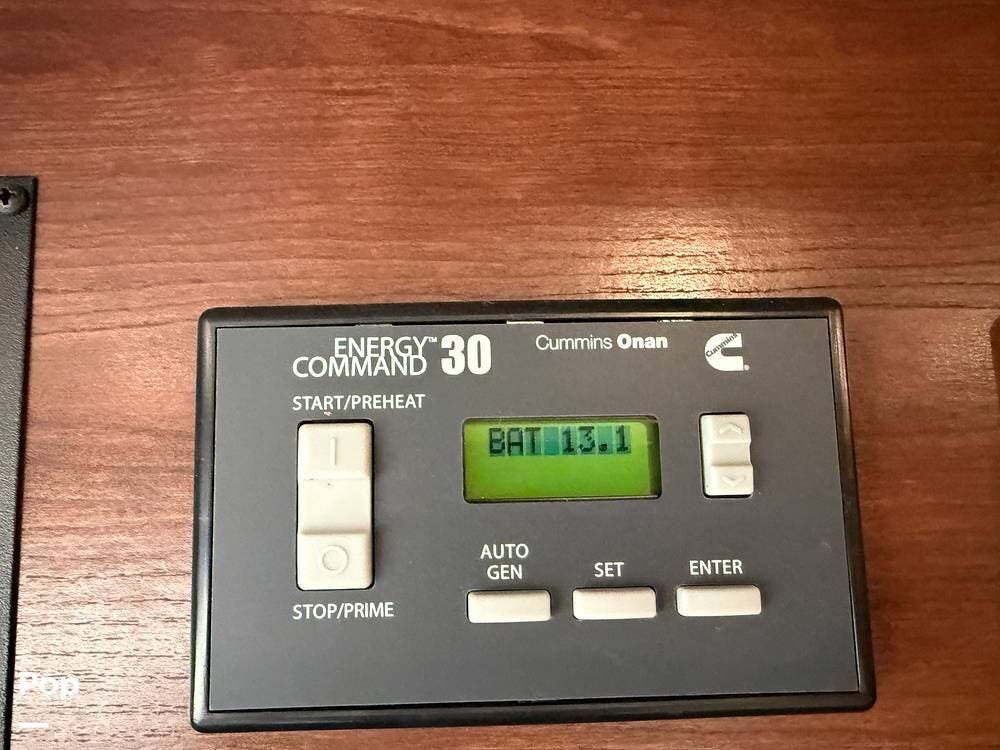 ENERGY™
COMMAND 30
Cummins Onan
Cummins
START/PREHEAT
BAT 13.1
AUTO
GEN
SET
ENTER
STOP/PRIME
Pop